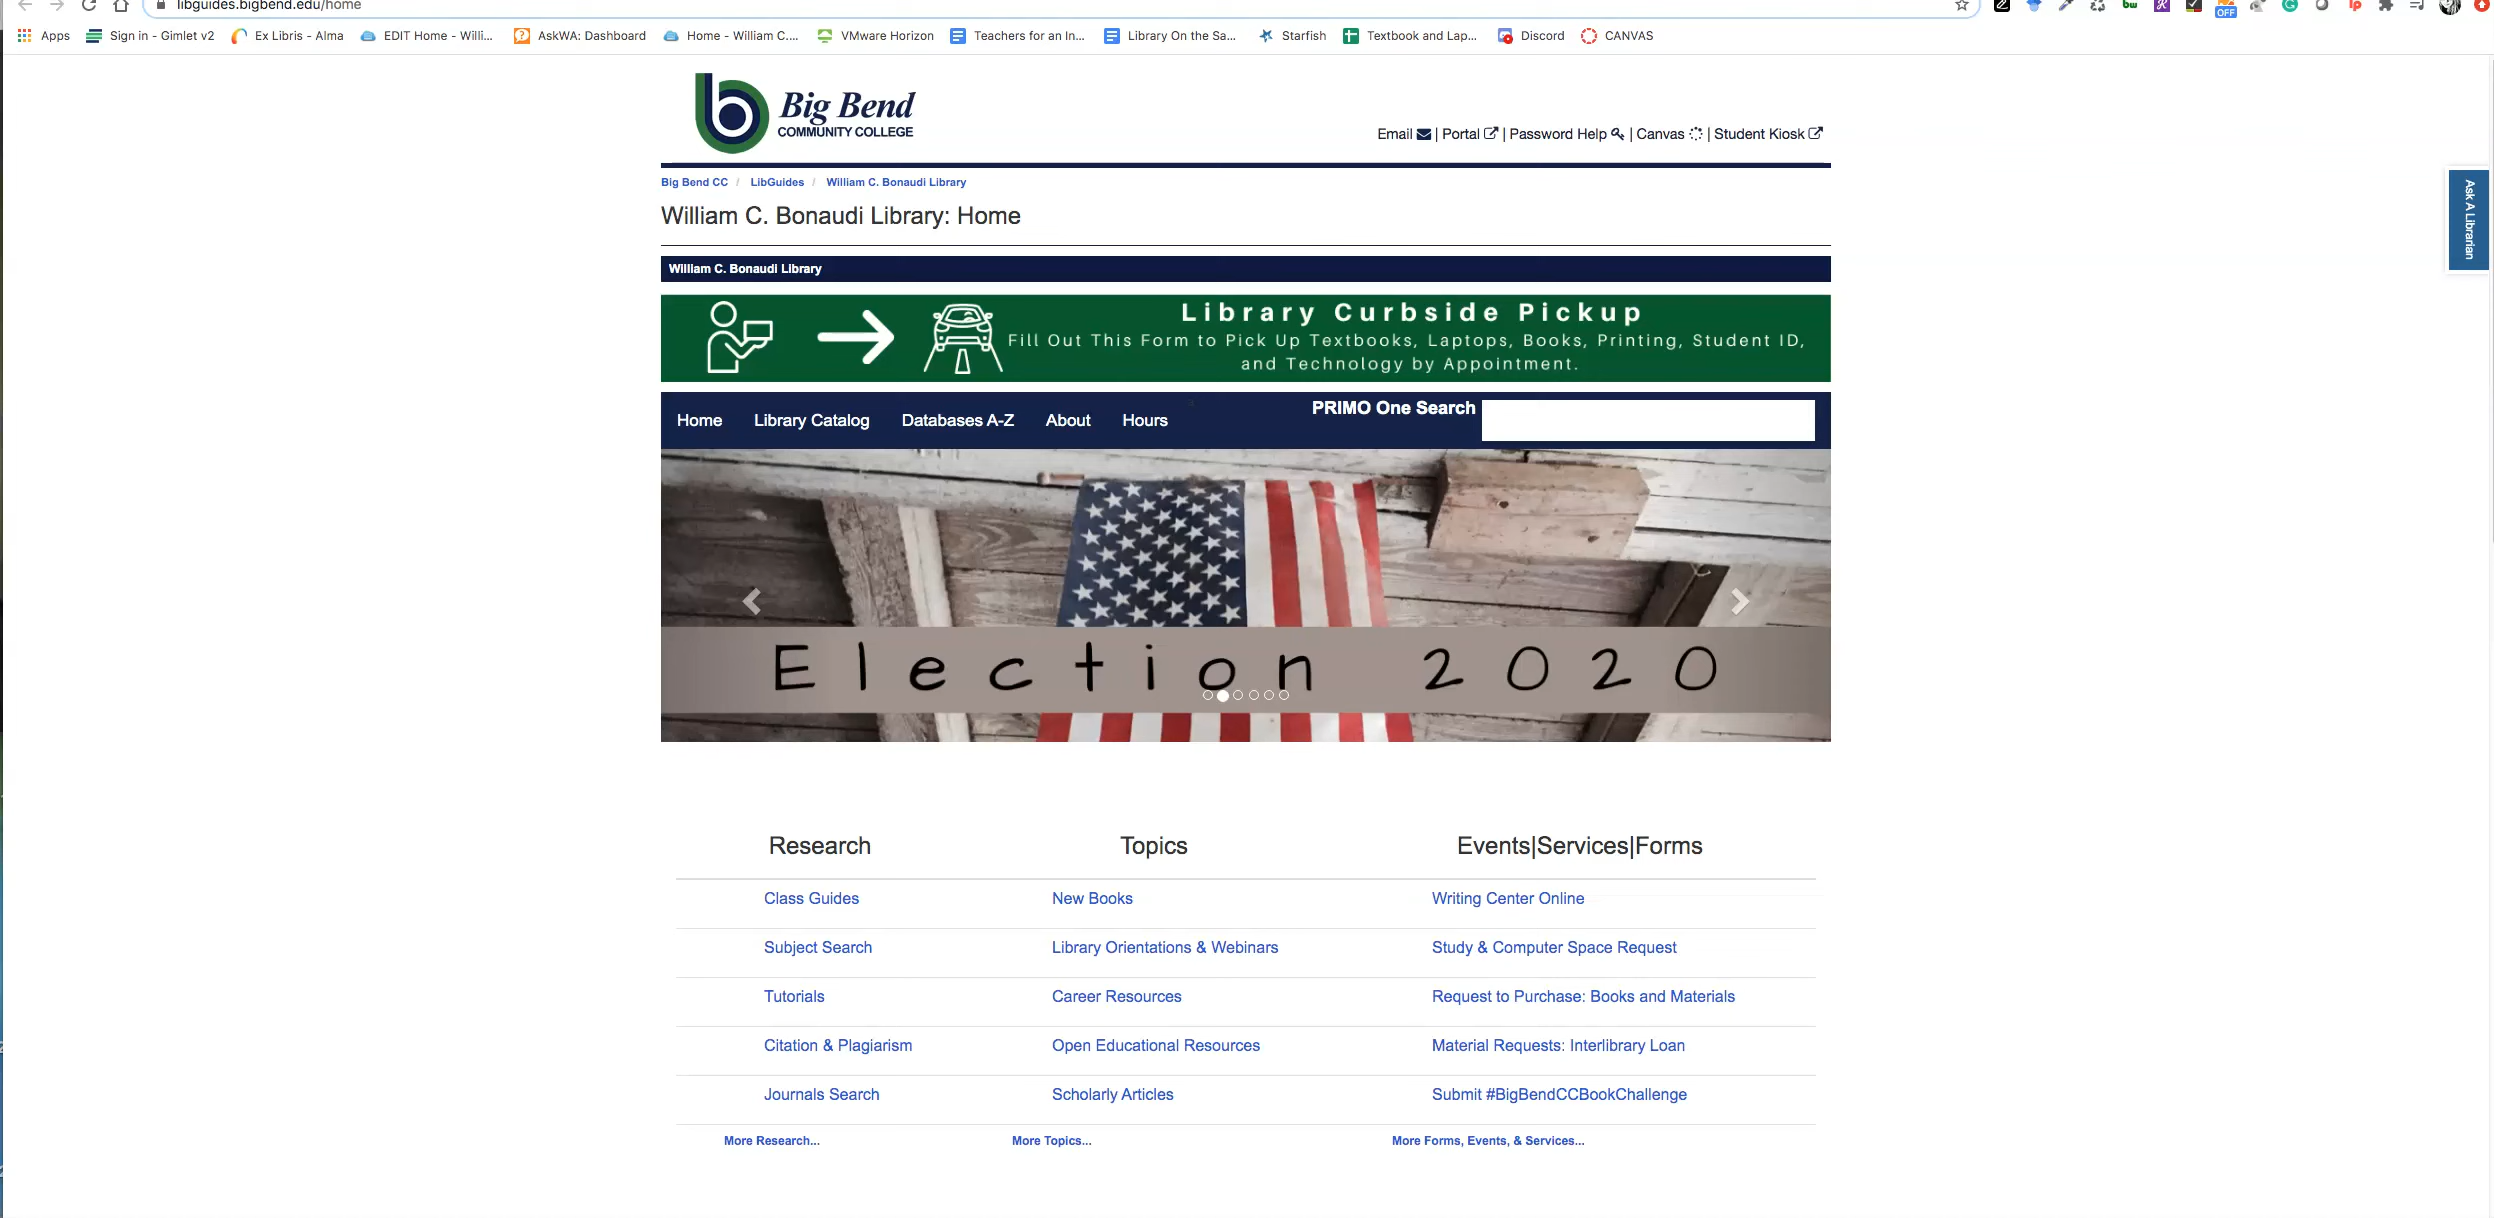 libguides.bigbend.edu/home
Apps Sign in - Gimlet v2 Ex Libris - Alma EDIT Home - Willi... AskWA: Dashboard Home - William C.... VMware Horizon Teachers for an In... Library On the Sa... Starfish Textbook and Lap... Discord CANVAS
OFF
Big Bend
COMMUNITY COLLEGE
Email | Portal | Password Help | Canvas | Student Kiosk
Big Bend CC / LibGuides / William C. Bonaudi Library
Ask A Librarian
William C. Bonaudi Library: Home
William C. Bonaudi Library
Library Curbside Pickup
Fill Out This Form to Pick Up Textbooks, Laptops, Books, Printing, Student ID,
and Technology by Appointment.
Home Library Catalog Databases A-Z About Hours PRIMO One Search
Election 2020
Research Topics Events|Services|Forms
Class Guides New Books Writing Center Online
Subject Search Library Orientations & Webinars Study & Computer Space Request
Tutorials Career Resources Request to Purchase: Books and Materials
Citation & Plagiarism Open Educational Resources Material Requests: Interlibrary Loan
Journals Search Scholarly Articles Submit #BigBendCCBookChallenge
More Research... More Topics... More Forms, Events, & Services...